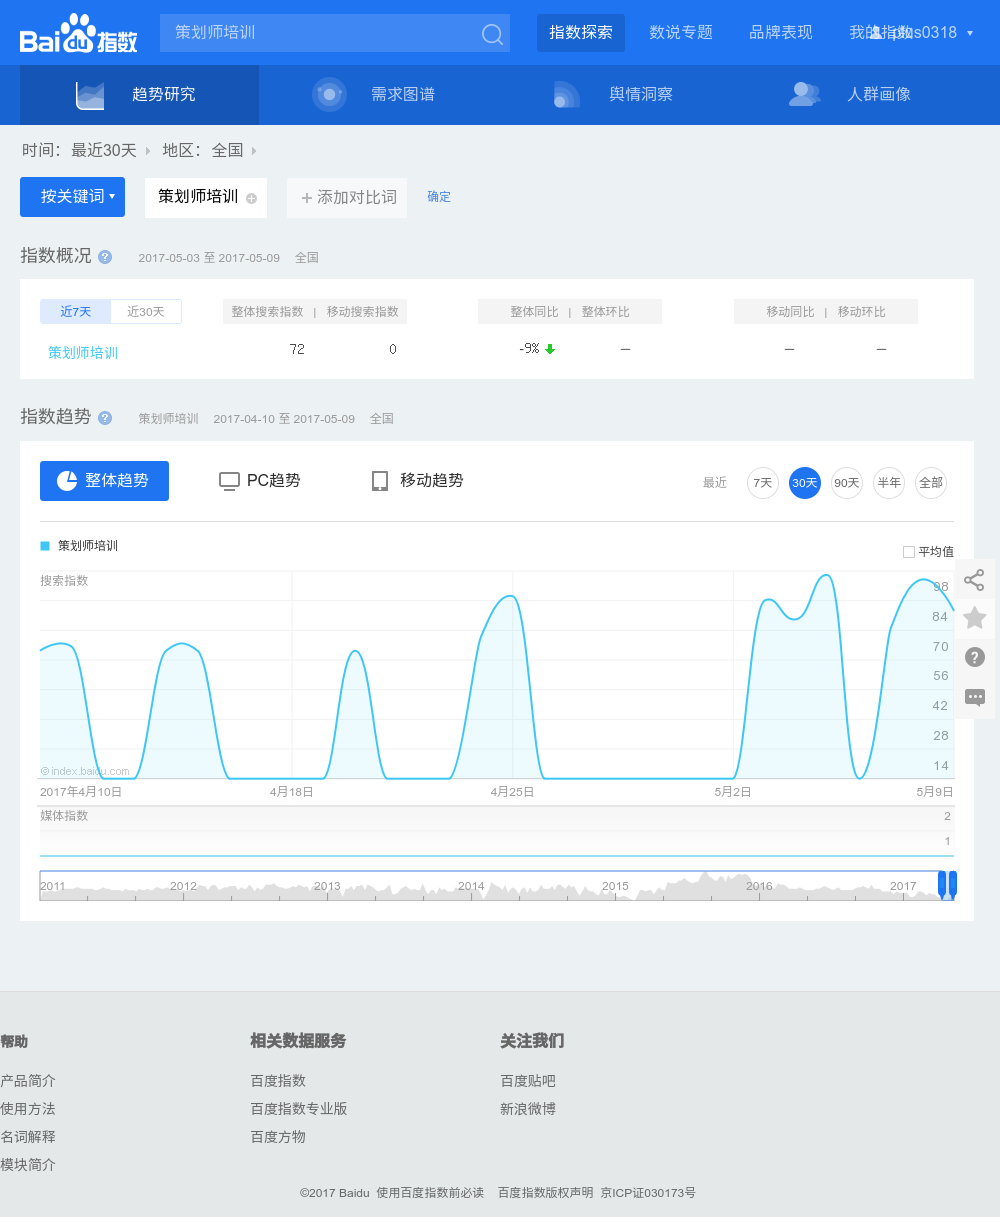 Bai du 指数
策划师培训
指数探索
数说专题
品牌表现
我的指数
plus0318
趋势研究
需求图谱
舆情洞察
人群画像
时间： 最近30天
地区： 全国
按关键词
策划师培训
+ 添加对比词
确定
指数概况 ?
2017-05-03 至 2017-05-09 全国
近7天 近30天
整体搜索指数 | 移动搜索指数
整体同比 | 整体环比
移动同比 | 移动环比
策划师培训 72 0 -9% — — —
指数趋势 ?
策划师培训 2017-04-10 至 2017-05-09 全国
整体趋势
PC趋势
移动趋势
最近 7天 30天 90天 半年 全部
策划师培训
平均值
搜索指数
98
84
70
56
42
28
14
©index.baidu.com
2017年4月10日 4月18日 4月25日 5月2日 5月9日
媒体指数
2
1
2011 2012 2013 2014 2015 2016 2017
帮助
产品简介
使用方法
名词解释
模块简介
相关数据服务
百度指数
百度指数专业版
百度方物
关注我们
百度贴吧
新浪微博
©2017 Baidu 使用百度指数前必读 百度指数版权声明 京ICP证030173号